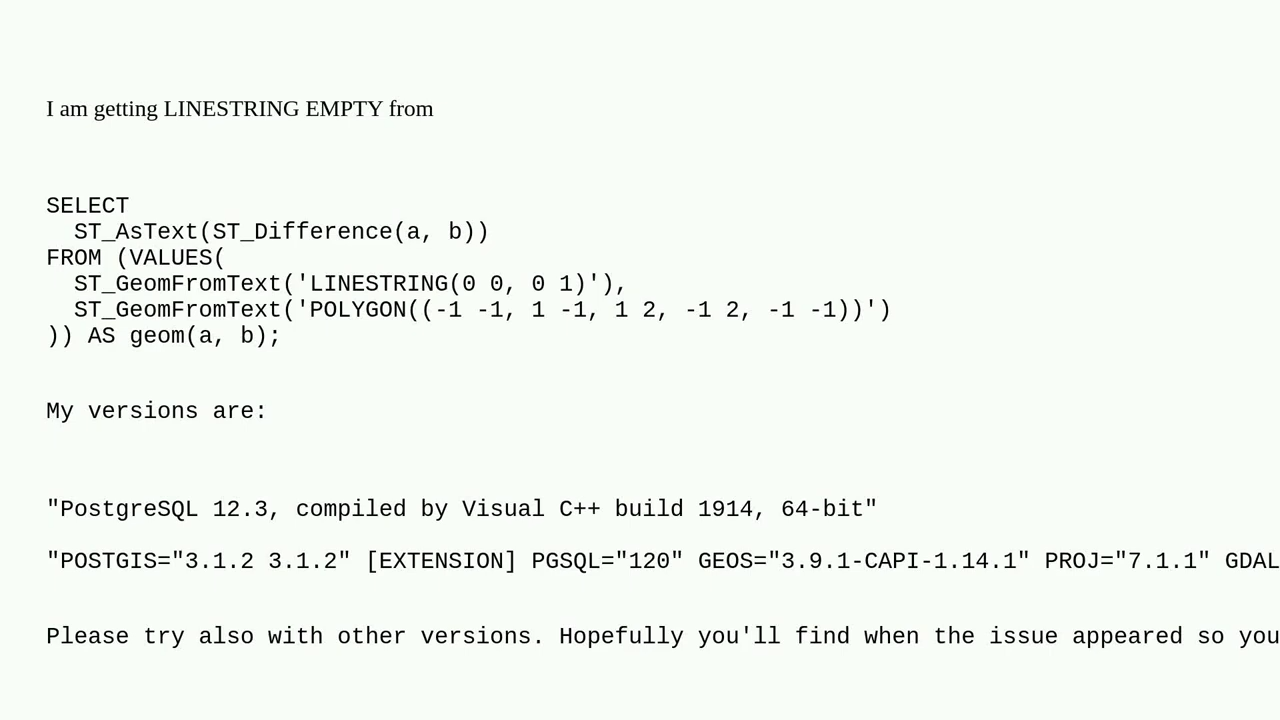 I am getting LINESTRING EMPTY from
SELECT
  ST_AsText(ST_Difference(a, b))
FROM (VALUES(
  ST_GeomFromText('LINESTRING(0 0, 0 1)'),
  ST_GeomFromText('POLYGON((-1 -1, 1 -1, 1 2, -1 2, -1 -1))')
)) AS geom(a, b);
My versions are:
"PostgreSQL 12.3, compiled by Visual C++ build 1914, 64-bit"
"POSTGIS="3.1.2 3.1.2" [EXTENSION] PGSQL="120" GEOS="3.9.1-CAPI-1.14.1" PROJ="7.1.1" GDAL
Please try also with other versions. Hopefully you'll find when the issue appeared so you